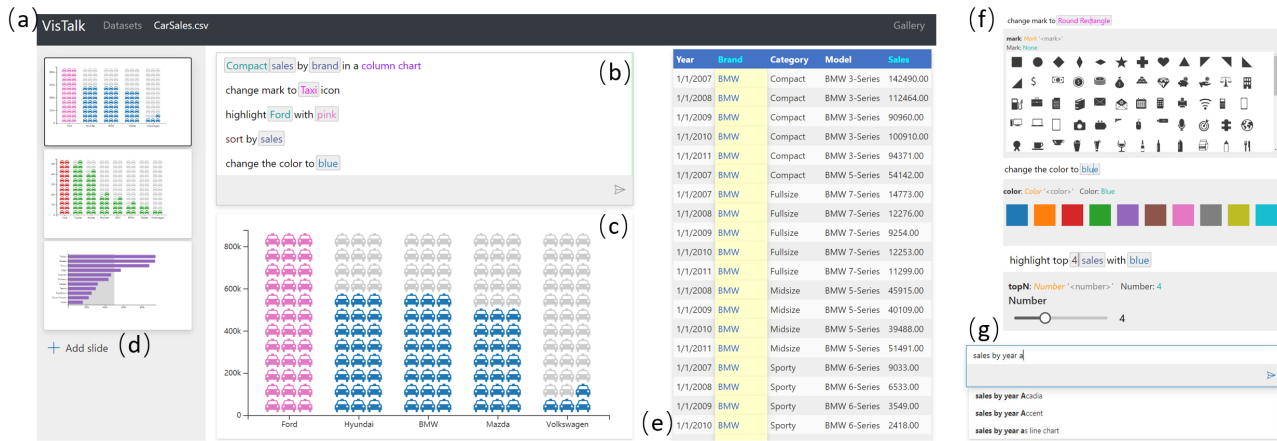 (a)
VisTalk Datasets CarSales.csv Gallery
Add slide (d)
(b)
Compact sales by brand in a column chart
change mark to Taxi icon
highlight Ford with pink
sort by sales
change the color to blue
(c)
800k
600k
400k
200k
0
Ford Hyundai BMW Mazda Volkswagen
(e)
Year Brand Category Model Sales
1/1/2007 BMW Compact BMW 3-Series 142490.00
1/1/2008 BMW Compact BMW 3-Series 112464.00
1/1/2009 BMW Compact BMW 3-Series 90960.00
1/1/2010 BMW Compact BMW 3-Series 100910.00
1/1/2011 BMW Compact BMW 3-Series 94371.00
1/1/2007 BMW Compact BMW 5-Series 54142.00
1/1/2007 BMW Fullsize BMW 7-Series 14773.00
1/1/2008 BMW Fullsize BMW 7-Series 12276.00
1/1/2009 BMW Fullsize BMW 7-Series 9254.00
1/1/2010 BMW Fullsize BMW 7-Series 12253.00
1/1/2011 BMW Fullsize BMW 7-Series 11299.00
1/1/2008 BMW Midsize BMW 5-Series 45915.00
1/1/2009 BMW Midsize BMW 5-Series 40109.00
1/1/2010 BMW Midsize BMW 5-Series 39488.00
1/1/2011 BMW Midsize BMW 5-Series 51491.00
1/1/2007 BMW Sporty BMW 6-Series 9033.00
1/1/2008 BMW Sporty BMW 6-Series 6533.00
1/1/2009 BMW Sporty BMW 6-Series 3549.00
1/1/2010 BMW Sporty BMW 6-Series 2418.00
(f)
change mark to Round Rectangle
mark: Mark '<mark>'
Mark: None
change the color to blue
color: Color '<color>' Color: Blue
highlight top 4 sales with blue
topN: Number '<number>' Number: 4
Number
4
(g)
sales by year a
sales by year Acadia
sales by year Accent
sales by year as line chart